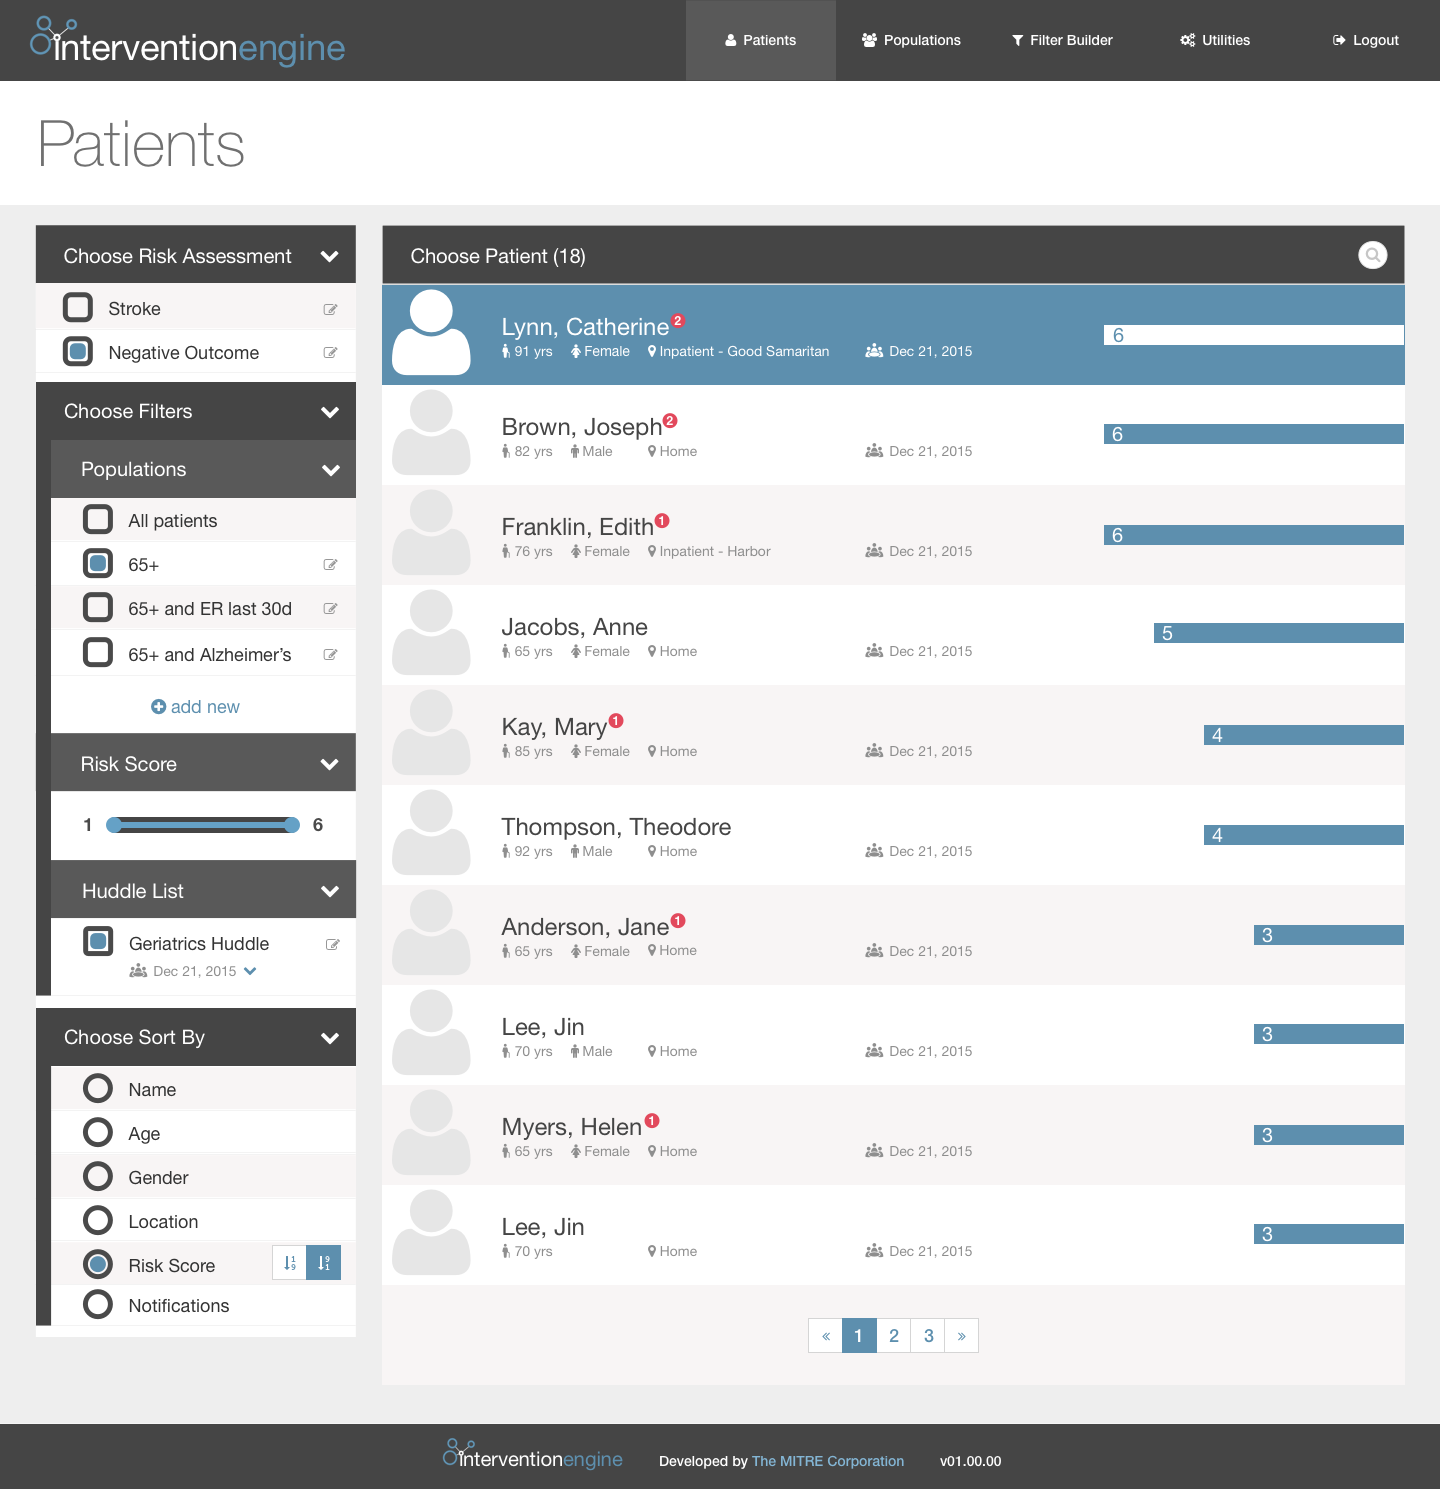 interventionengine
Patients
Populations
Filter Builder
Utilities
Logout
Patients
Choose Risk Assessment
Stroke
Negative Outcome
Choose Filters
Populations
All patients
65+
65+ and ER last 30d
65+ and Alzheimer’s
add new
Risk Score
1 6
Huddle List
Geriatrics Huddle
Dec 21, 2015
Choose Sort By
Name
Age
Gender
Location
Risk Score 1 9 9 1
Notifications
Choose Patient (18)
Lynn, Catherine 2
91 yrs Female Inpatient - Good Samaritan Dec 21, 2015 6
Brown, Joseph 2
82 yrs Male Home Dec 21, 2015 6
Franklin, Edith 1
76 yrs Female Inpatient - Harbor Dec 21, 2015 6
Jacobs, Anne
65 yrs Female Home Dec 21, 2015 5
Kay, Mary 1
85 yrs Female Home Dec 21, 2015 4
Thompson, Theodore
92 yrs Male Home Dec 21, 2015 4
Anderson, Jane 1
65 yrs Female Home Dec 21, 2015 3
Lee, Jin
70 yrs Male Home Dec 21, 2015 3
Myers, Helen 1
65 yrs Female Home Dec 21, 2015 3
Lee, Jin
70 yrs Home Dec 21, 2015 3
« 1 2 3 »
interventionengine Developed by The MITRE Corporation v01.00.00